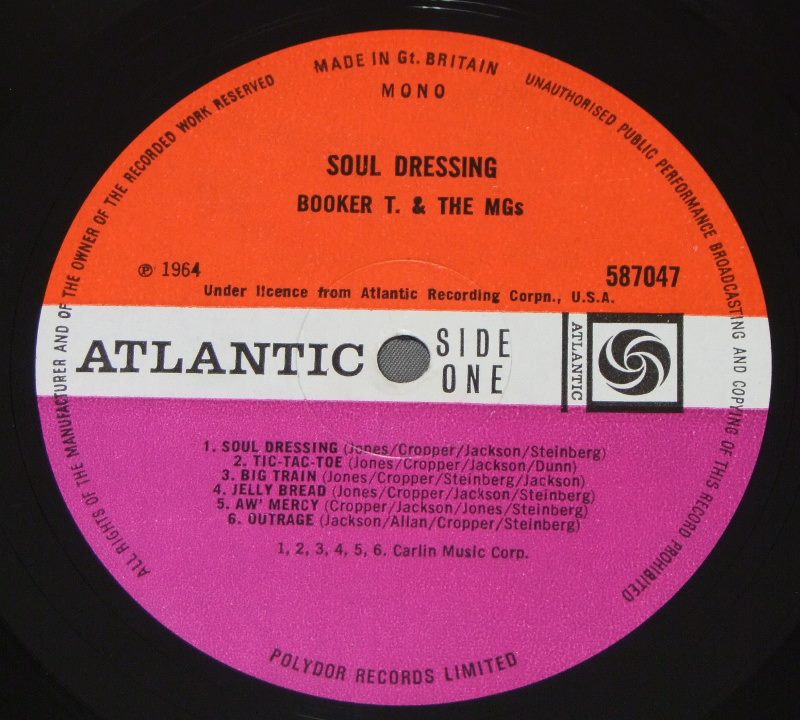 MADE IN Gt. BRITAIN
MONO
SOUL DRESSING
BOOKER T. & THE MGs
℗ 1964
587047
Under licence from Atlantic Recording Corpn., U.S.A.
ATLANTIC
SIDE
ONE
ATLANTIC
1. SOUL DRESSING (Jones/Cropper/Jackson/Steinberg)
2. TIC-TAC-TOE (Jones/Cropper/Jackson/Dunn)
3. BIG TRAIN (Jones/Cropper/Steinberg/Jackson)
4. JELLY BREAD (Jones/Cropper/Jackson/Steinberg)
5. AW' MERCY (Cropper/Jackson/Jones/Steinberg)
6. OUTRAGE (Jackson/Allan/Cropper/Steinberg)
1, 2, 3, 4, 5, 6. Carlin Music Corp.
POLYDOR RECORDS LIMITED
ALL RIGHTS OF THE MANUFACTURER AND OF THE OWNER OF THE RECORDED WORK RESERVED
UNAUTHORISED PUBLIC PERFORMANCE BROADCASTING AND COPYING OF THIS RECORD PROHIBITED